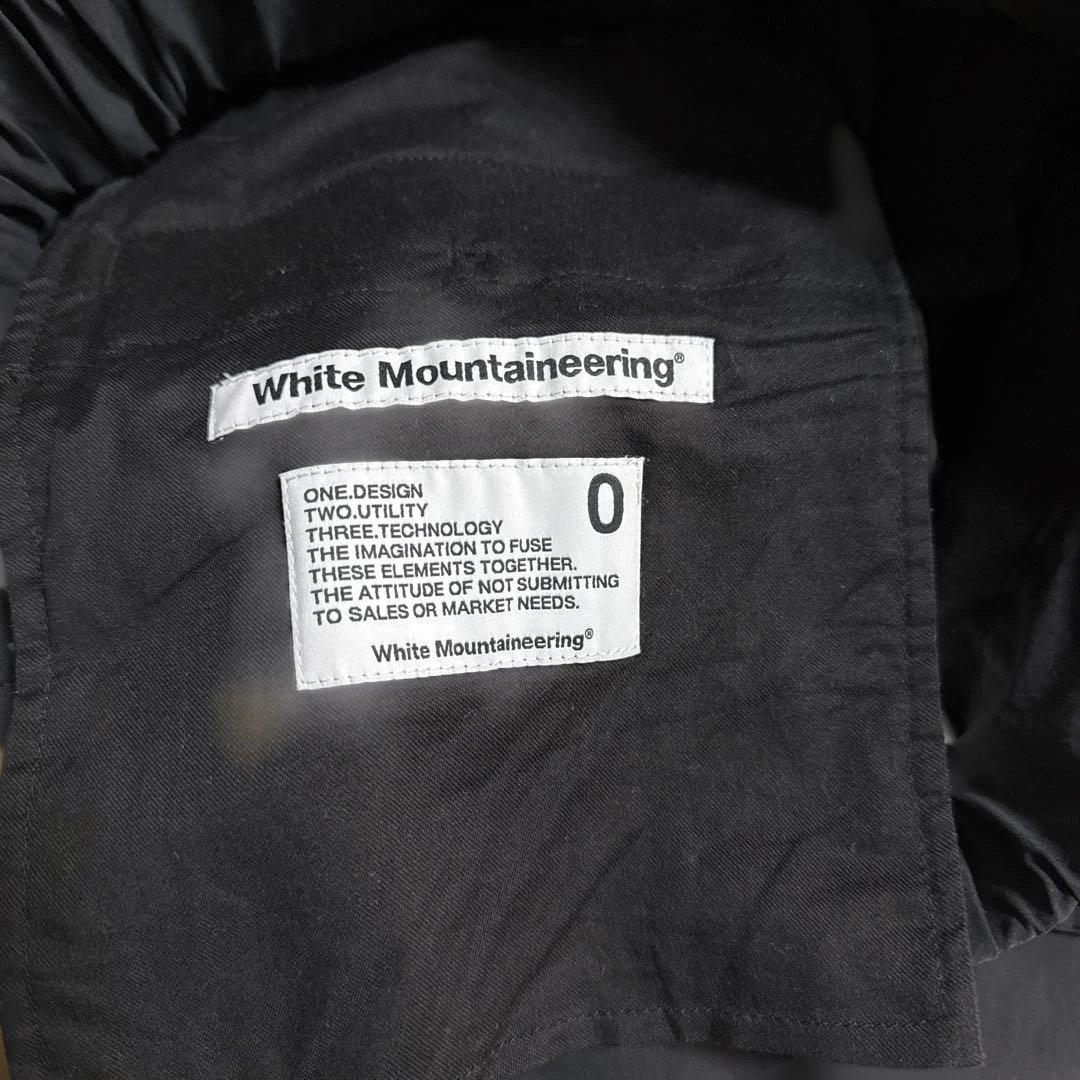 White Mountaineering®
0
ONE.DESIGN
TWO.UTILITY
THREE.TECHNOLOGY
THE IMAGINATION TO FUSE
THESE ELEMENTS TOGETHER.
THE ATTITUDE OF NOT SUBMITTING
TO SALES OR MARKET NEEDS.
White Mountaineering®